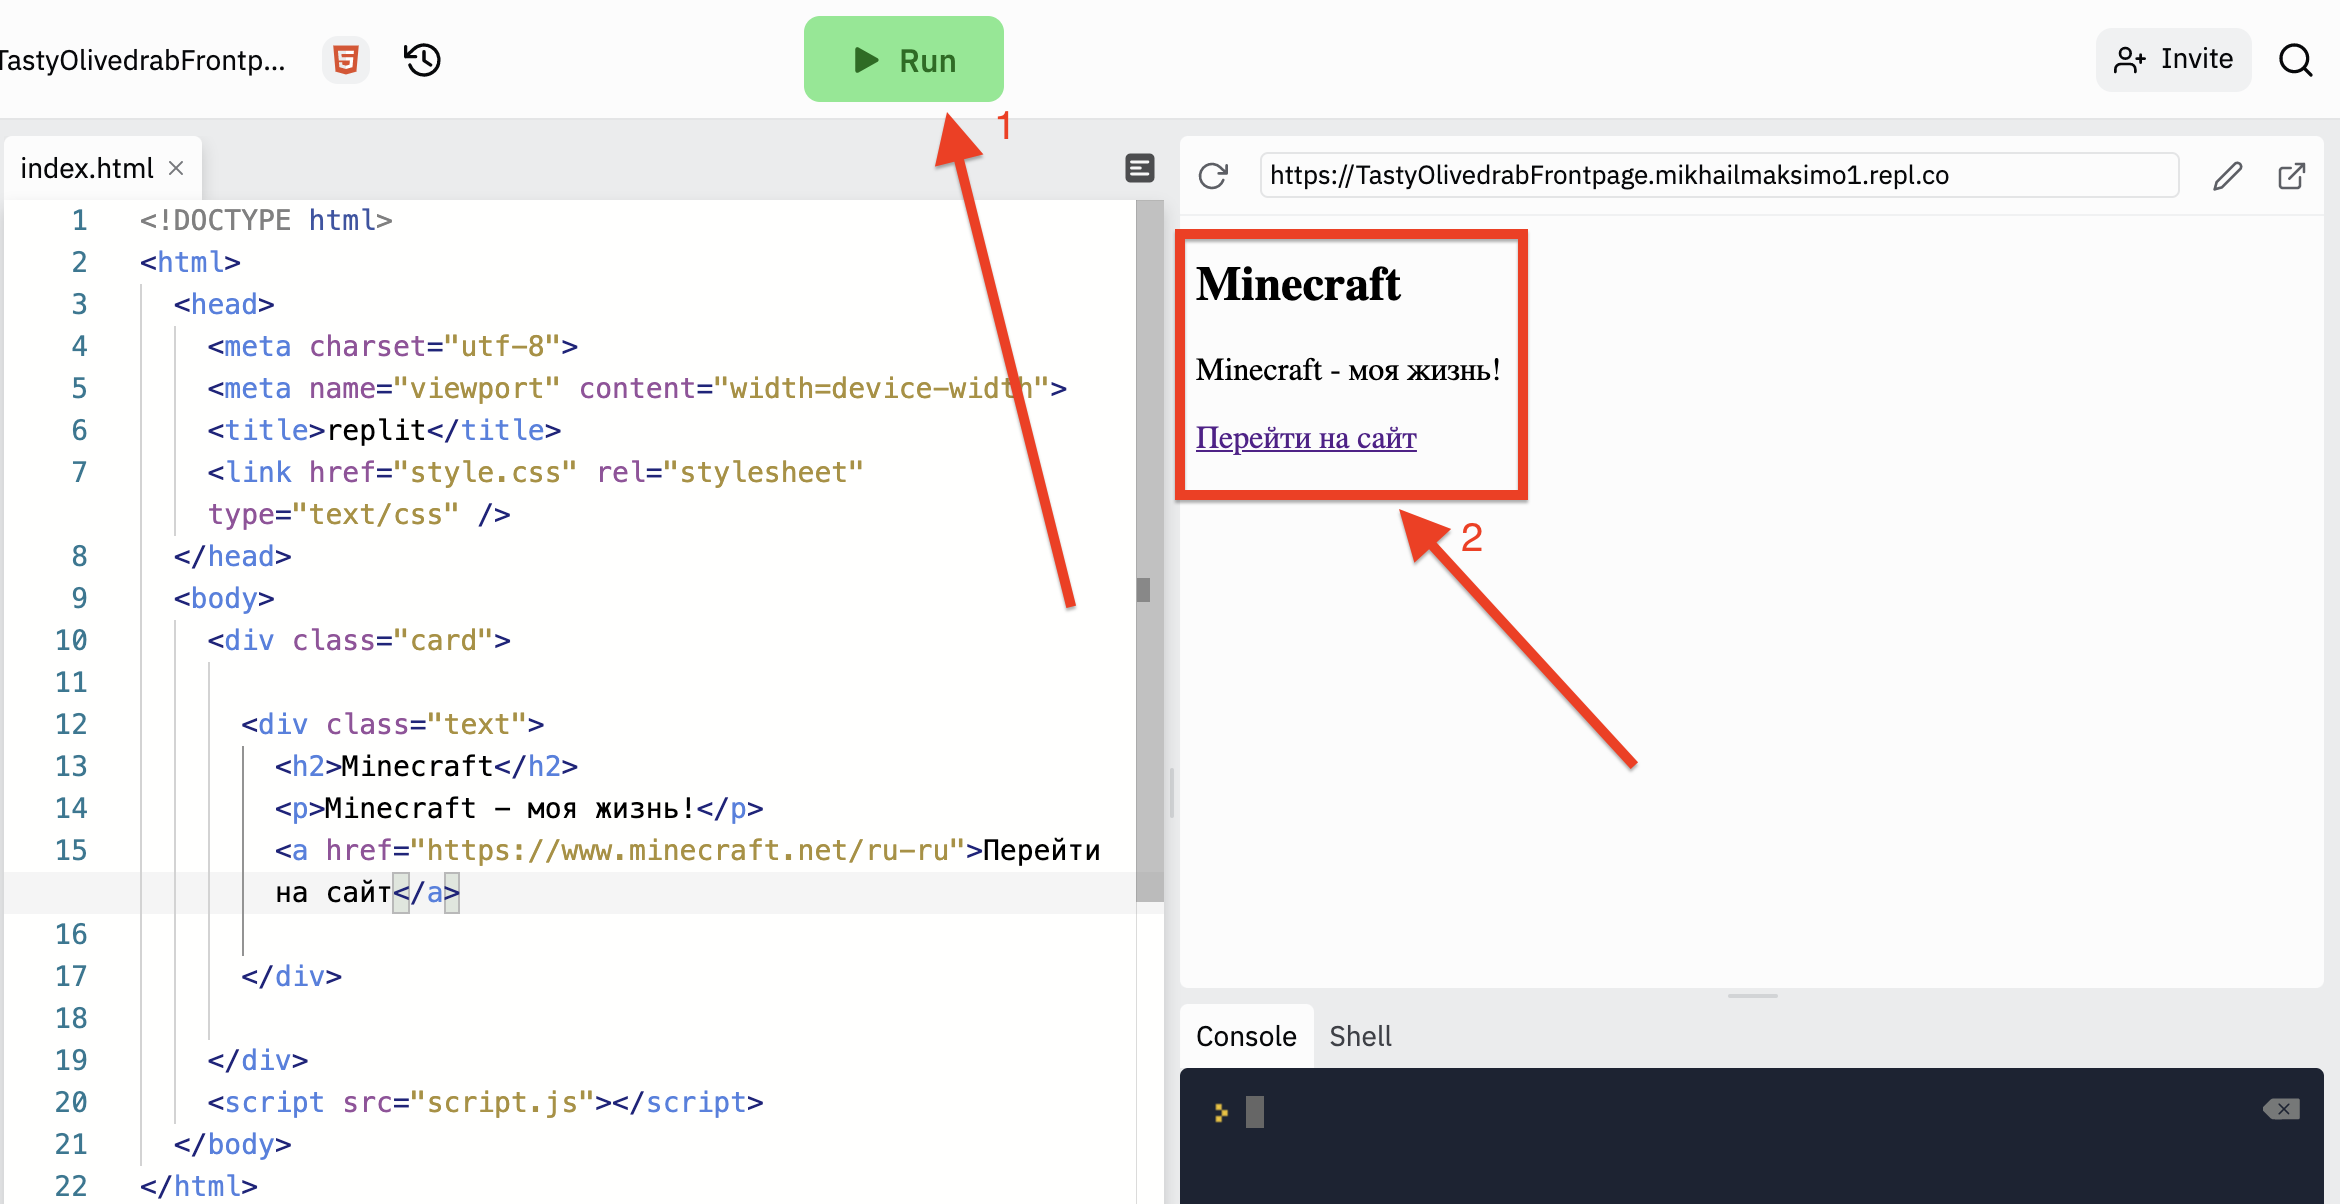 TastyOlivedrabFrontp...
5
Run
Invite
1
index.html
https://TastyOlivedrabFrontpage.mikhailmaksimo1.repl.co
1 <!DOCTYPE html>
2 <html>
3 <head>
4 <meta charset="utf-8">
5 <meta name="viewport" content="width=device-width">
6 <title>replit</title>
7 <link href="style.css" rel="stylesheet"
type="text/css" />
8 </head>
9 <body>
10 <div class="card">
11
12 <div class="text">
13 <h2>Minecraft</h2>
14 <p>Minecraft - моя жизнь!</p>
15 <a href="https://www.minecraft.net/ru-ru">Перейти
на сайт</a>
16
17 </div>
18
19 </div>
20 <script src="script.js"></script>
21 </body>
22 </html>
Minecraft
Minecraft - моя жизнь!
Перейти на сайт
2
Console
Shell